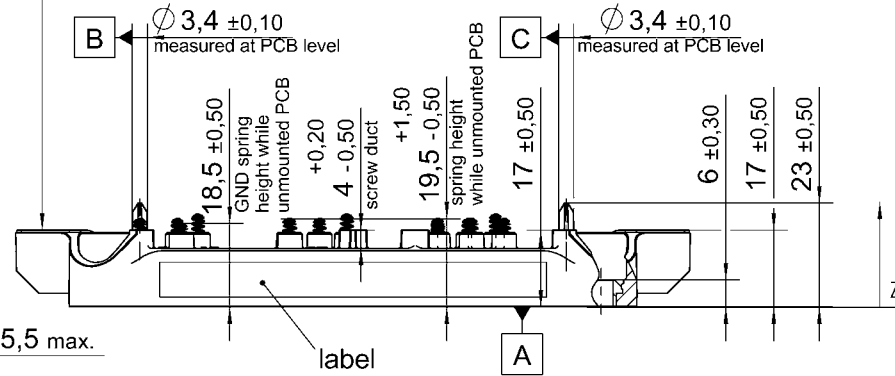 B
∅ 3,4 ±0,10
measured at PCB level
C
∅ 3,4 ±0,10
measured at PCB level
18,5 ±0,50
GND spring
height while
unmounted PCB
+0,20
4 -0,50
screw duct
+1,50
19,5 -0,50
spring height
while unmounted PCB
17 ±0,50
6 ±0,30
17 ±0,50
23 ±0,50
5,5 max.
label
A